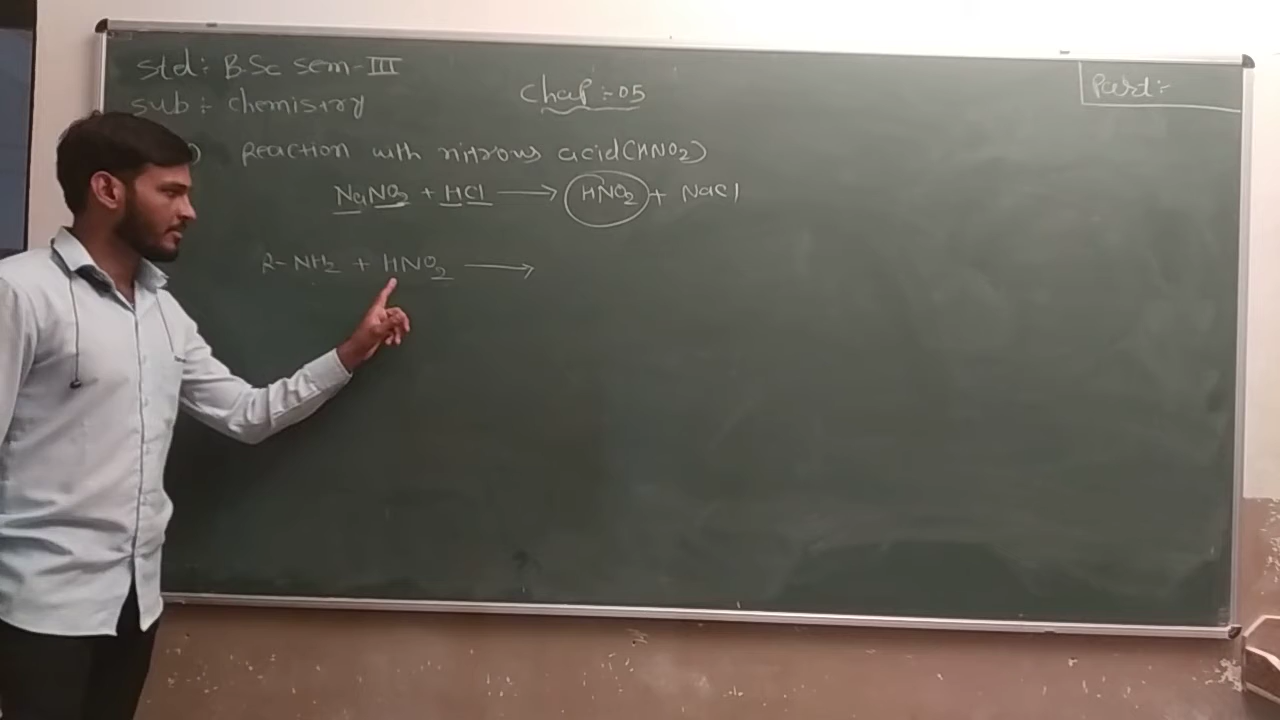 Std:- B.Sc Sem-III
Sub :- Chemistry
Chap :- 05
Part :-
) Reaction with nitrous acid (HNO2)
NaNO2 + HCl ⟶ HNO2 + NaCl
R-NH2 + HNO2 ⟶